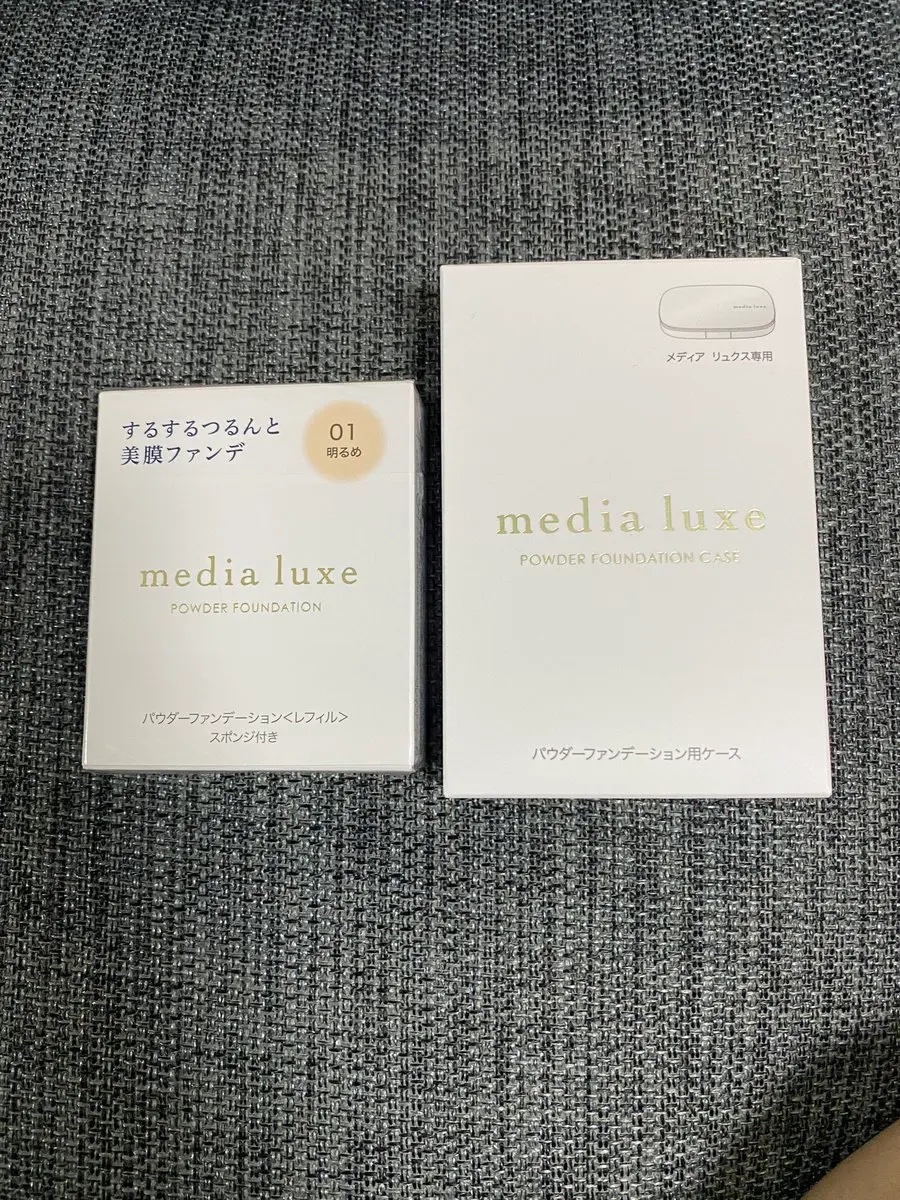 するするつるんと
美膜ファンデ
01
明るめ
media luxe
POWDER FOUNDATION
パウダーファンデーション<レフィル>
スポンジ付き
media luxe
メディア リュクス専用
media luxe
POWDER FOUNDATION CASE
パウダーファンデーション用ケース